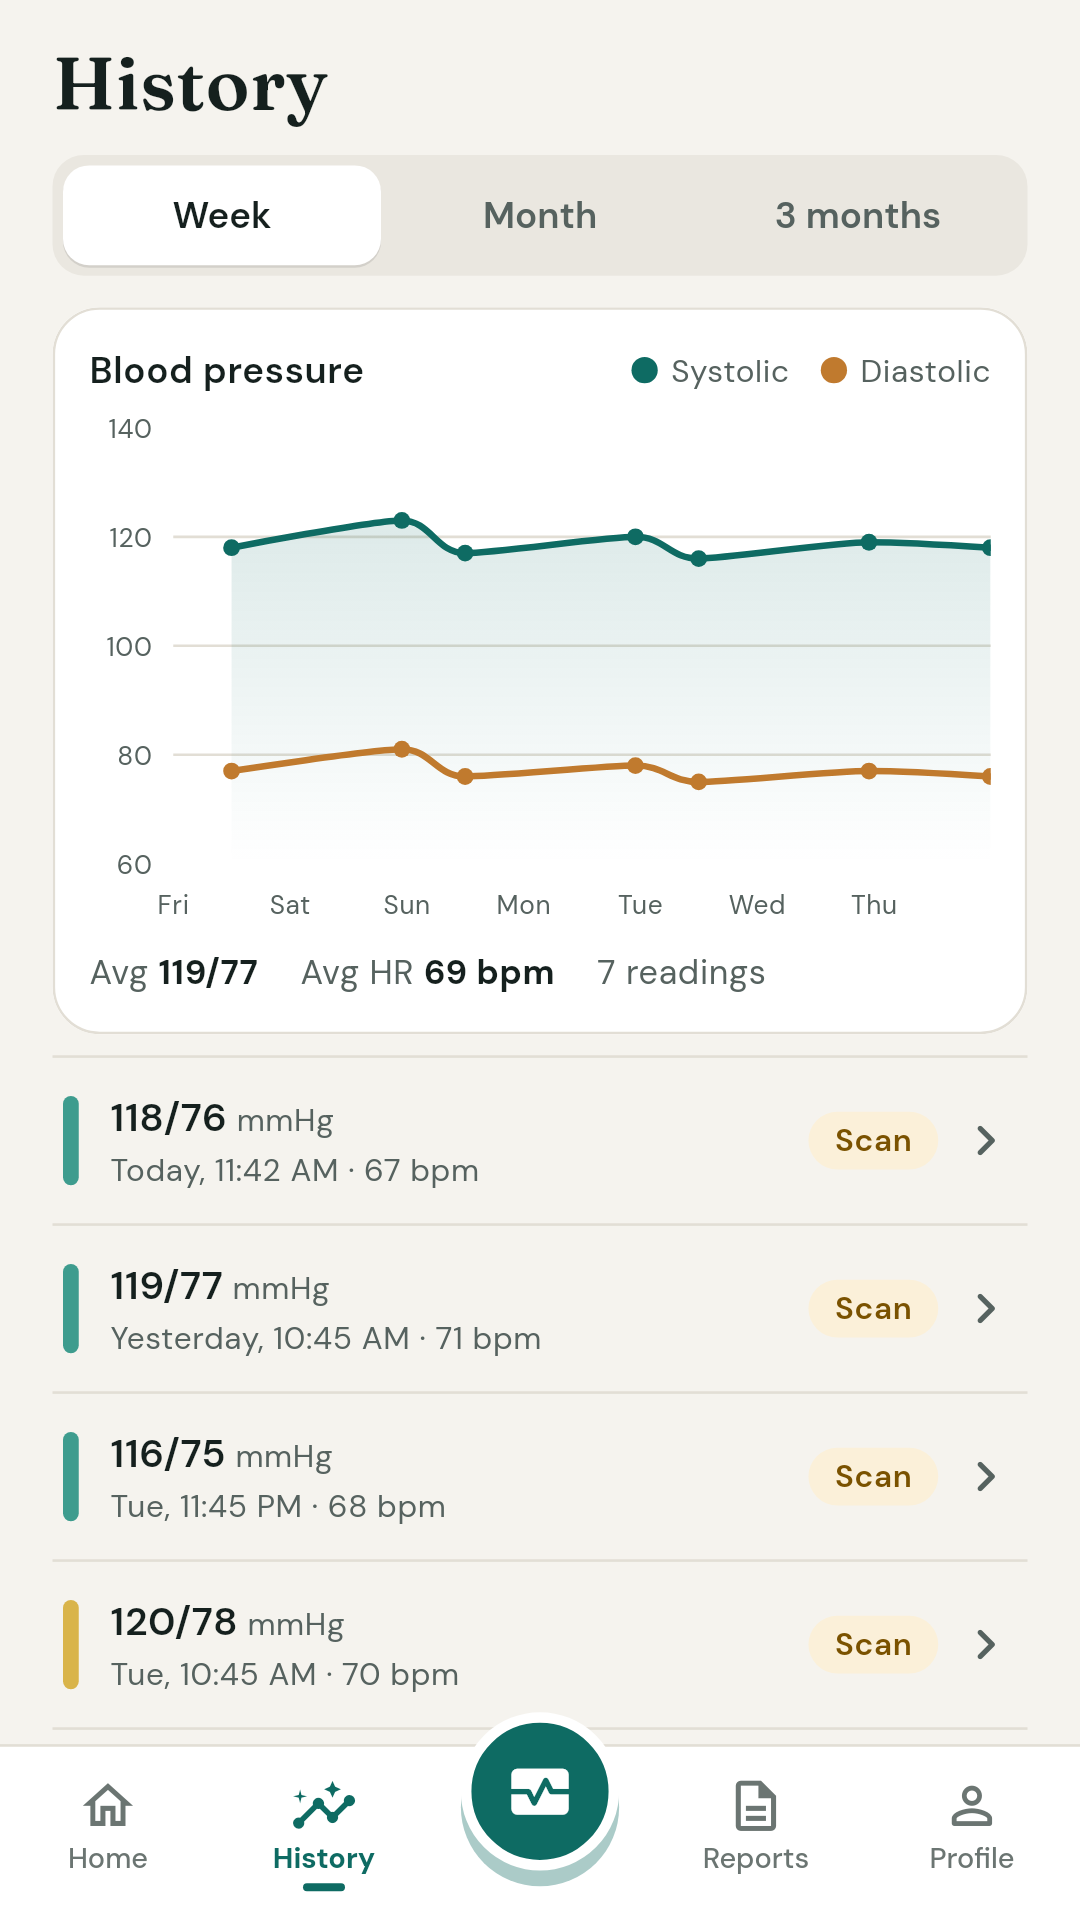 History
Week Month 3 months
Blood pressure Systolic Diastolic
140
120
100
80
60
Fri Sat Sun Mon Tue Wed Thu
Avg 119/77 Avg HR 69 bpm 7 readings
118/76 mmHg
Today, 11:42 AM · 67 bpm
Scan
119/77 mmHg
Yesterday, 10:45 AM · 71 bpm
Scan
116/75 mmHg
Tue, 11:45 PM · 68 bpm
Scan
120/78 mmHg
Tue, 10:45 AM · 70 bpm
Scan
Home History Reports Profile